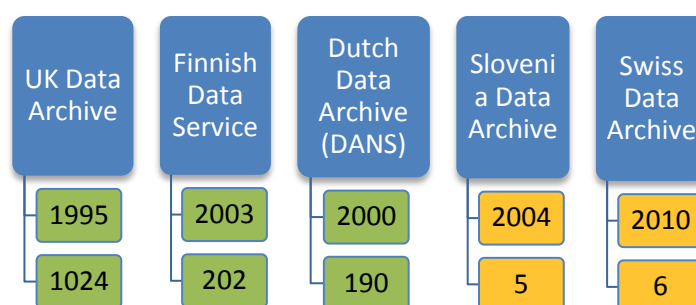 UK Data
Archive
1995
1024
Finnish
Data
Service
2003
202
Dutch
Data
Archive
(DANS)
2000
190
Sloveni
a Data
Archive
2004
5
Swiss
Data
Archive
2010
6